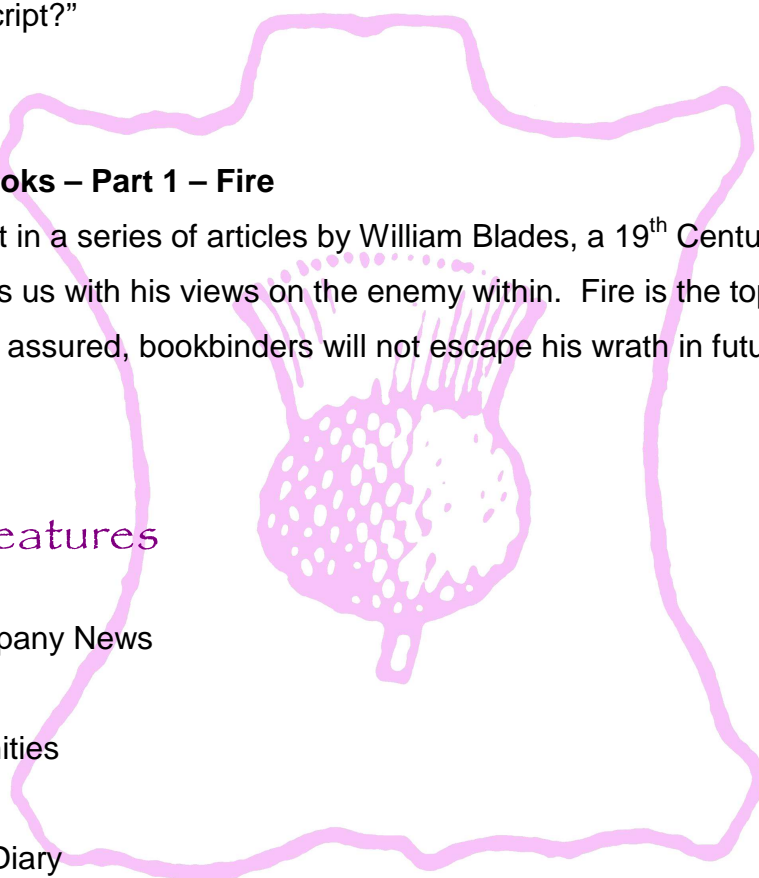 cript?”
oks – Part 1 – Fire
t in a series of articles by William Blades, a 19th Centu
s us with his views on the enemy within.  Fire is the top
assured, bookbinders will not escape his wrath in futu
eatures
pany News
ities
Diary